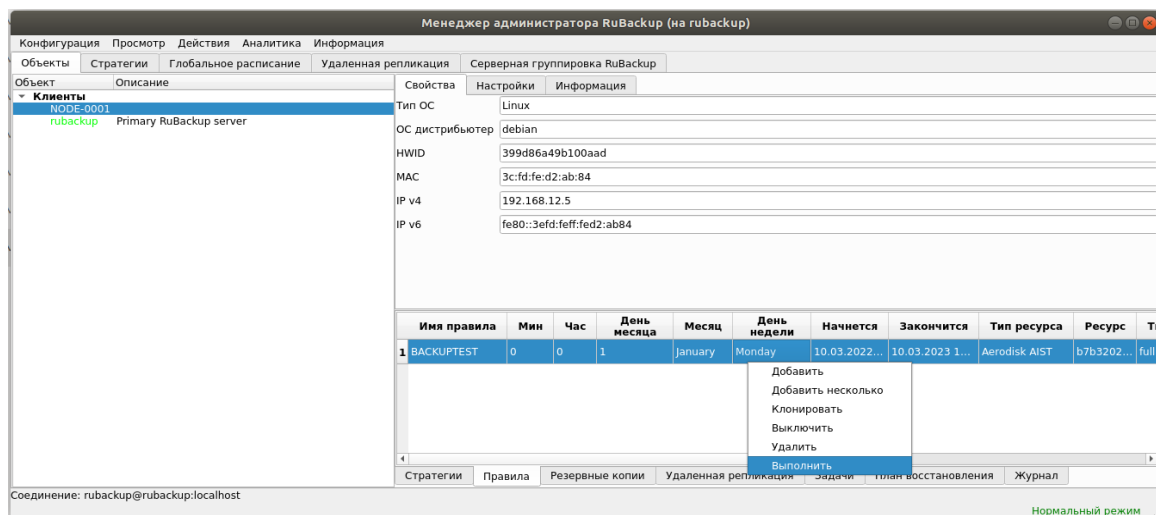 Менеджер администратора RuBackup (на rubackup)
Конфигурация Просмотр Действия Аналитика Информация
Объекты Стратегии Глобальное расписание Удаленная репликация Серверная группировка RuBackup
Объект Описание
Клиенты
NODE-0001
rubackup Primary RuBackup server
Свойства Настройки Информация
Тип ОС Linux
ОС дистрибьютер debian
HWID 399d86a49b100aad
MAC 3c:fd:fe:d2:ab:84
IP v4 192.168.12.5
IP v6 fe80::3efd:feff:fed2:ab84
Имя правила Мин Час День месяца Месяц День недели Начнется Закончится Тип ресурса Ресурс
1 BACKUPTEST 0 0 1 January Monday 10.03.2022... 10.03.2023 1... Aerodisk AIST b7b3202... full
Добавить
Добавить несколько
Клонировать
Выключить
Удалить
Выполнить
Стратегии Правила Резервные копии Удаленная репликация Задачи План восстановления Журнал
Соединение: rubackup@rubackup:localhost
Нормальный режим